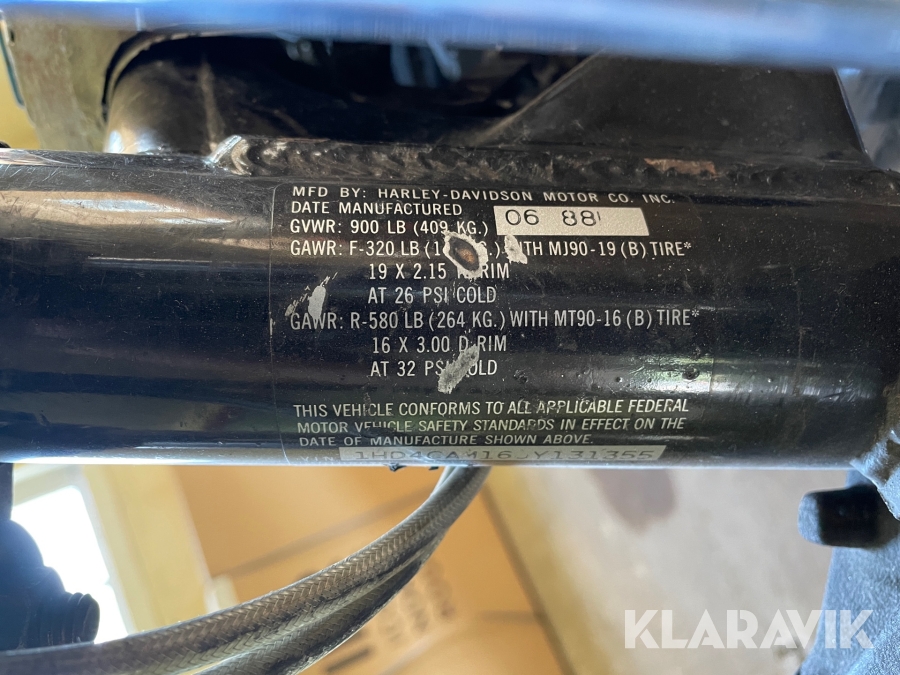 MFD BY: HARLEY-DAVIDSON MOTOR CO. INC.
DATE MANUFACTURED 06 88
GVWR: 900 LB (409 KG.)
GAWR: F-320 LB WITH MJ90-19 (B) TIRE*
19 X 2.15 RIM
AT 26 PSI COLD
GAWR: R-580 LB (264 KG.) WITH MT90-16 (B) TIRE*
16 X 3.00 D RIM
AT 32 PSI COLD
THIS VEHICLE CONFORMS TO ALL APPLICABLE FEDERAL
MOTOR VEHICLE SAFETY STANDARDS IN EFFECT ON THE
DATE OF MANUFACTURE SHOWN ABOVE.
KLARAVIK